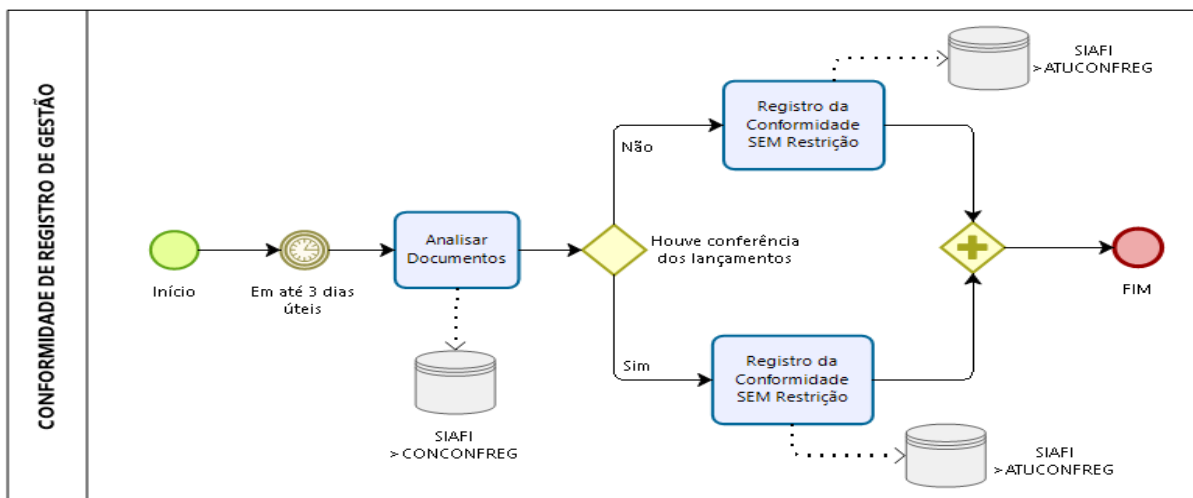 CONFORMIDADE DE REGISTRO DE GESTÃO
Início
Em até 3 dias
úteis
Analisar
Documentos
SIAFI
>CONCONFREG
Houve conferência
dos lançamentos
Não
Registro da
Conformidade
SEM Restrição
SIAFI
>ATUCONFREG
Sim
Registro da
Conformidade
SEM Restrição
SIAFI
>ATUCONFREG
FIM